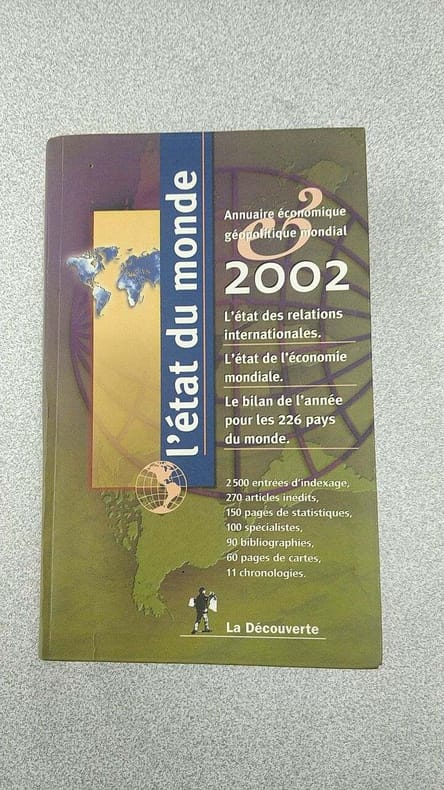 l'état du monde
Annuaire économique
&
géopolitique mondial
2002
L'état des relations
internationales.
L'état de l'économie
mondiale.
Le bilan de l'année
pour les 226 pays
du monde.
2500 entrées d'indexage,
270 articles inédits,
150 pages de statistiques,
100 spécialistes,
90 bibliographies,
60 pages de cartes,
11 chronologies.
La Découverte